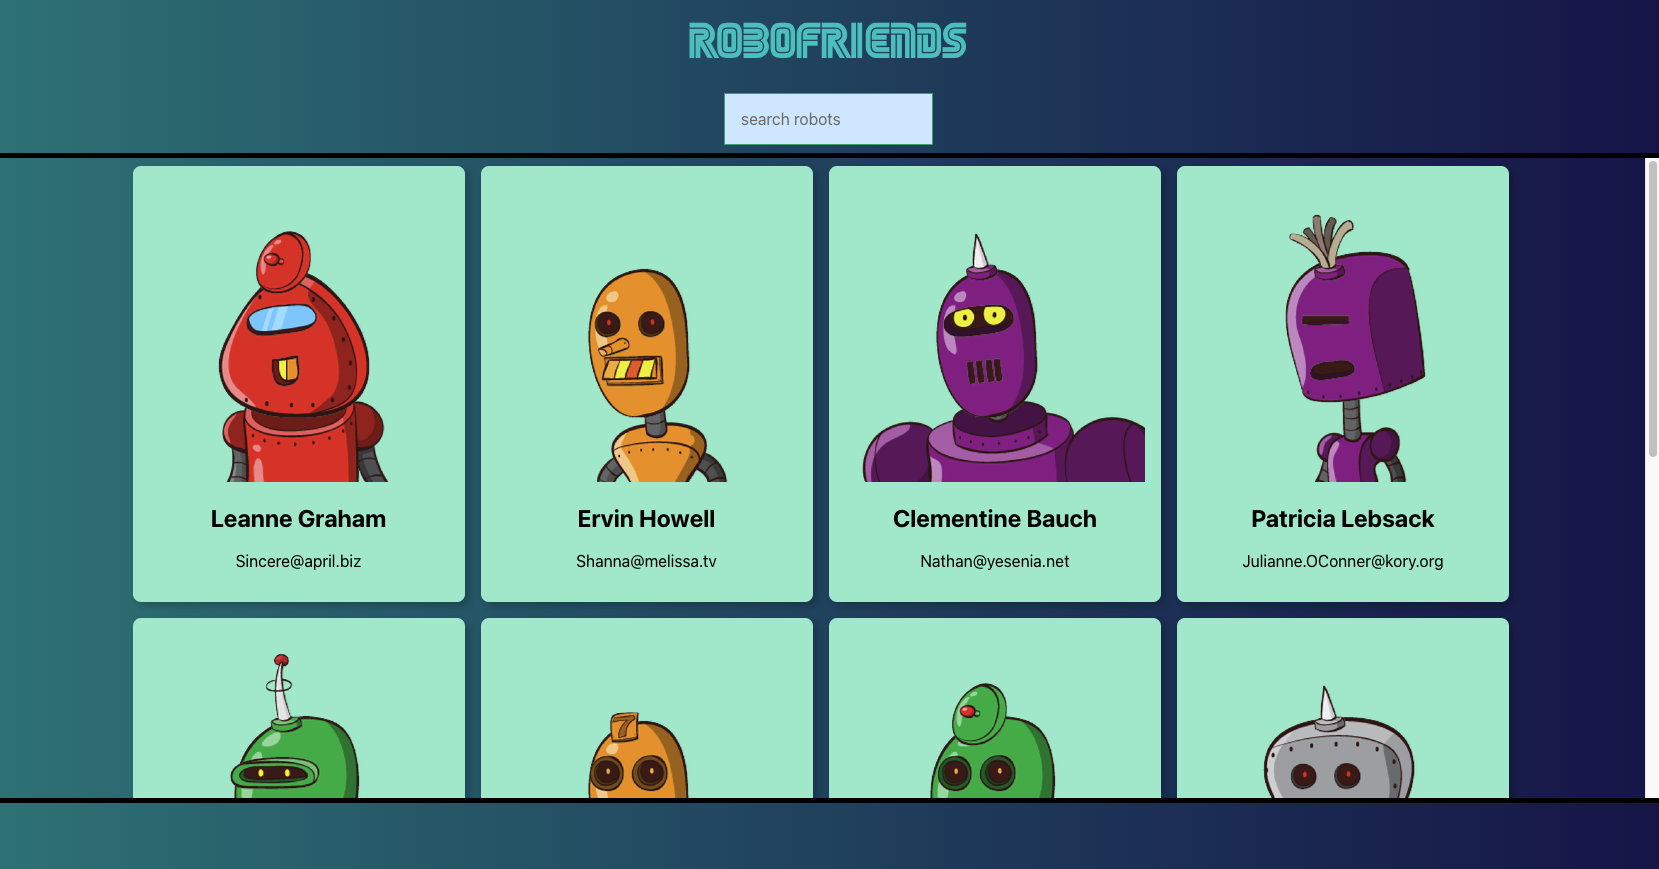 ROBOFRIENDS
search robots
Leanne Graham
Sincere@april.biz
Ervin Howell
Shanna@melissa.tv
Clementine Bauch
Nathan@yesenia.net
Patricia Lebsack
Julianne.OConner@kory.org
7